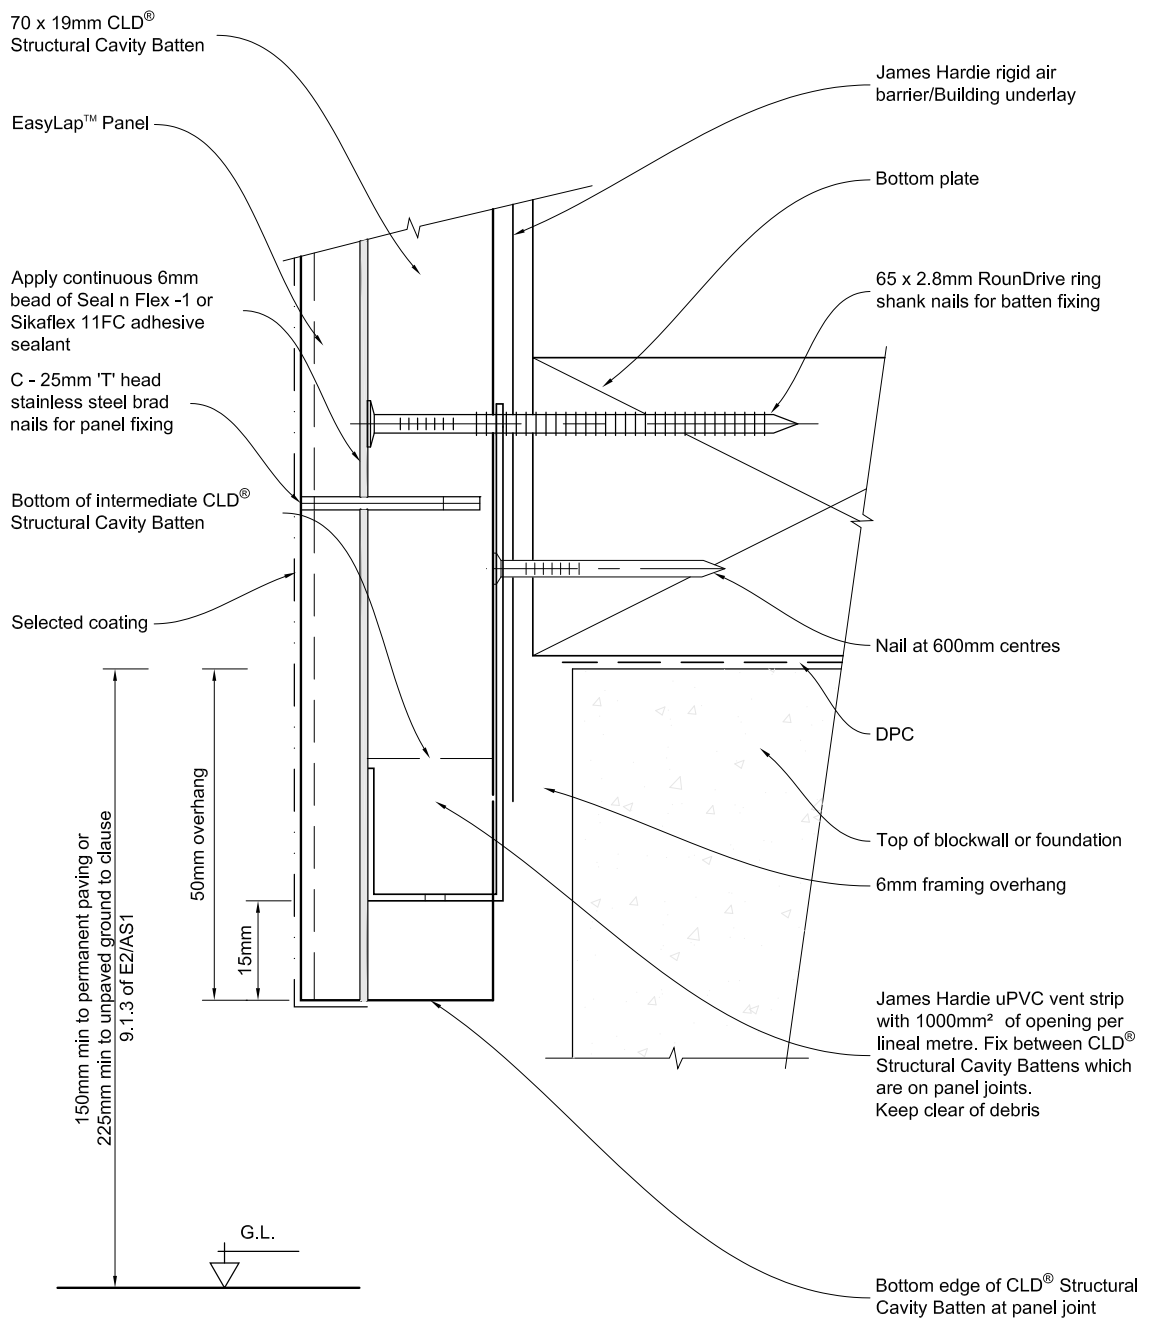 70 x 19mm CLD®
Structural Cavity Batten
EasyLap™ Panel
Apply continuous 6mm
bead of Seal n Flex -1 or
Sikaflex 11FC adhesive
sealant
C - 25mm 'T' head
stainless steel brad
nails for panel fixing
Bottom of intermediate CLD®
Structural Cavity Batten
Selected coating
150mm min to permanent paving or
225mm min to unpaved ground to clause
9.1.3 of E2/AS1
50mm overhang
15mm
G.L.
James Hardie rigid air
barrier/Building underlay
Bottom plate
65 x 2.8mm RounDrive ring
shank nails for batten fixing
Nail at 600mm centres
DPC
Top of blockwall or foundation
6mm framing overhang
James Hardie uPVC vent strip
with 1000mm² of opening per
lineal metre. Fix between CLD®
Structural Cavity Battens which
are on panel joints.
Keep clear of debris
Bottom edge of CLD® Structural
Cavity Batten at panel joint